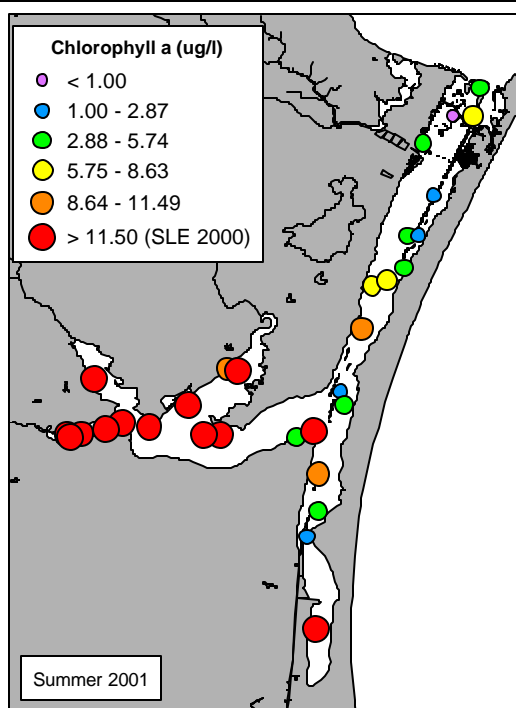 Chlorophyll a (ug/l)
< 1.00
1.00 - 2.87
2.88 - 5.74
5.75 - 8.63
8.64 - 11.49
> 11.50 (SLE 2000)
Summer 2001